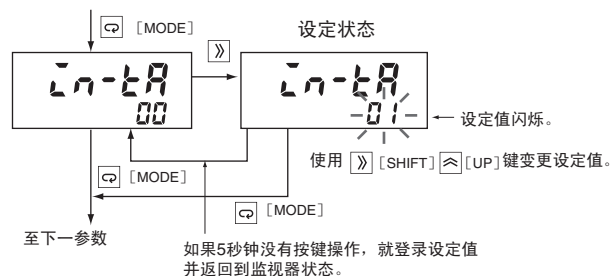 [MODE]
设定状态
in-tA
00
in-tA
01
设定值闪烁。
使用 [SHIFT] [UP]键变更设定值。
[MODE]
[MODE]
至下一参数
如果5秒钟没有按键操作，就登录设定值
并返回到监视器状态。